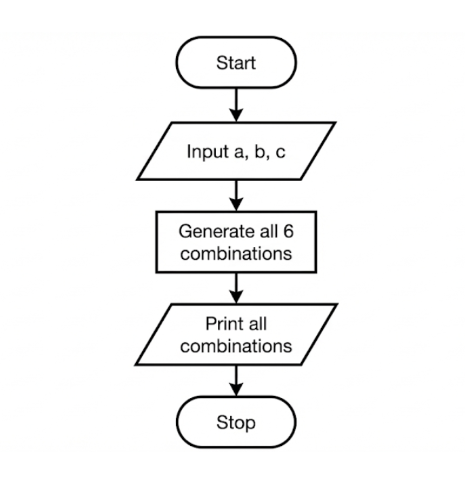 Start
Input a, b, c
Generate all 6
combinations
Print all
combinations
Stop